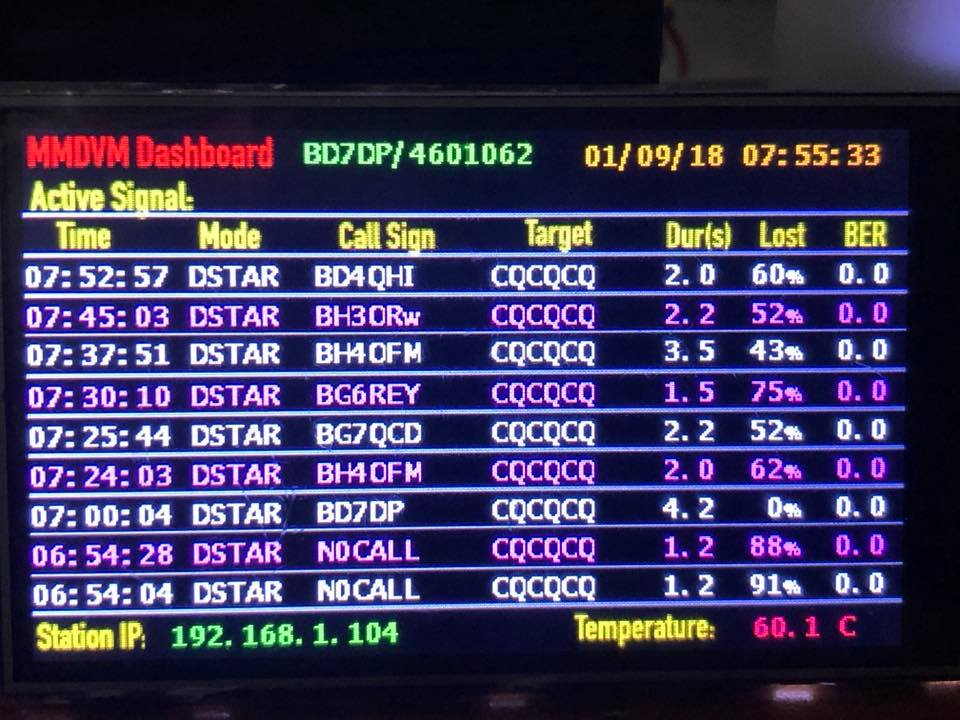 MMDVM Dashboard BD7DP/4601062 01/09/18 07:55:33
Active Signal:
Time Mode Call Sign Target Dur(s) Lost BER
07:52:57 DSTAR BD4QHI CQCQCQ 2.0 60% 0.0
07:45:03 DSTAR BH3ORw CQCQCQ 2.2 52% 0.0
07:37:51 DSTAR BH4OFM CQCQCQ 3.5 43% 0.0
07:30:10 DSTAR BG6REY CQCQCQ 1.5 75% 0.0
07:25:44 DSTAR BG7QCD CQCQCQ 2.2 52% 0.0
07:24:03 DSTAR BH4OFM CQCQCQ 2.0 62% 0.0
07:00:04 DSTAR BD7DP CQCQCQ 4.2 0% 0.0
06:54:28 DSTAR N0CALL CQCQCQ 1.2 88% 0.0
06:54:04 DSTAR N0CALL CQCQCQ 1.2 91% 0.0
Station IP: 192.168.1.104 Temperature: 60.1 C